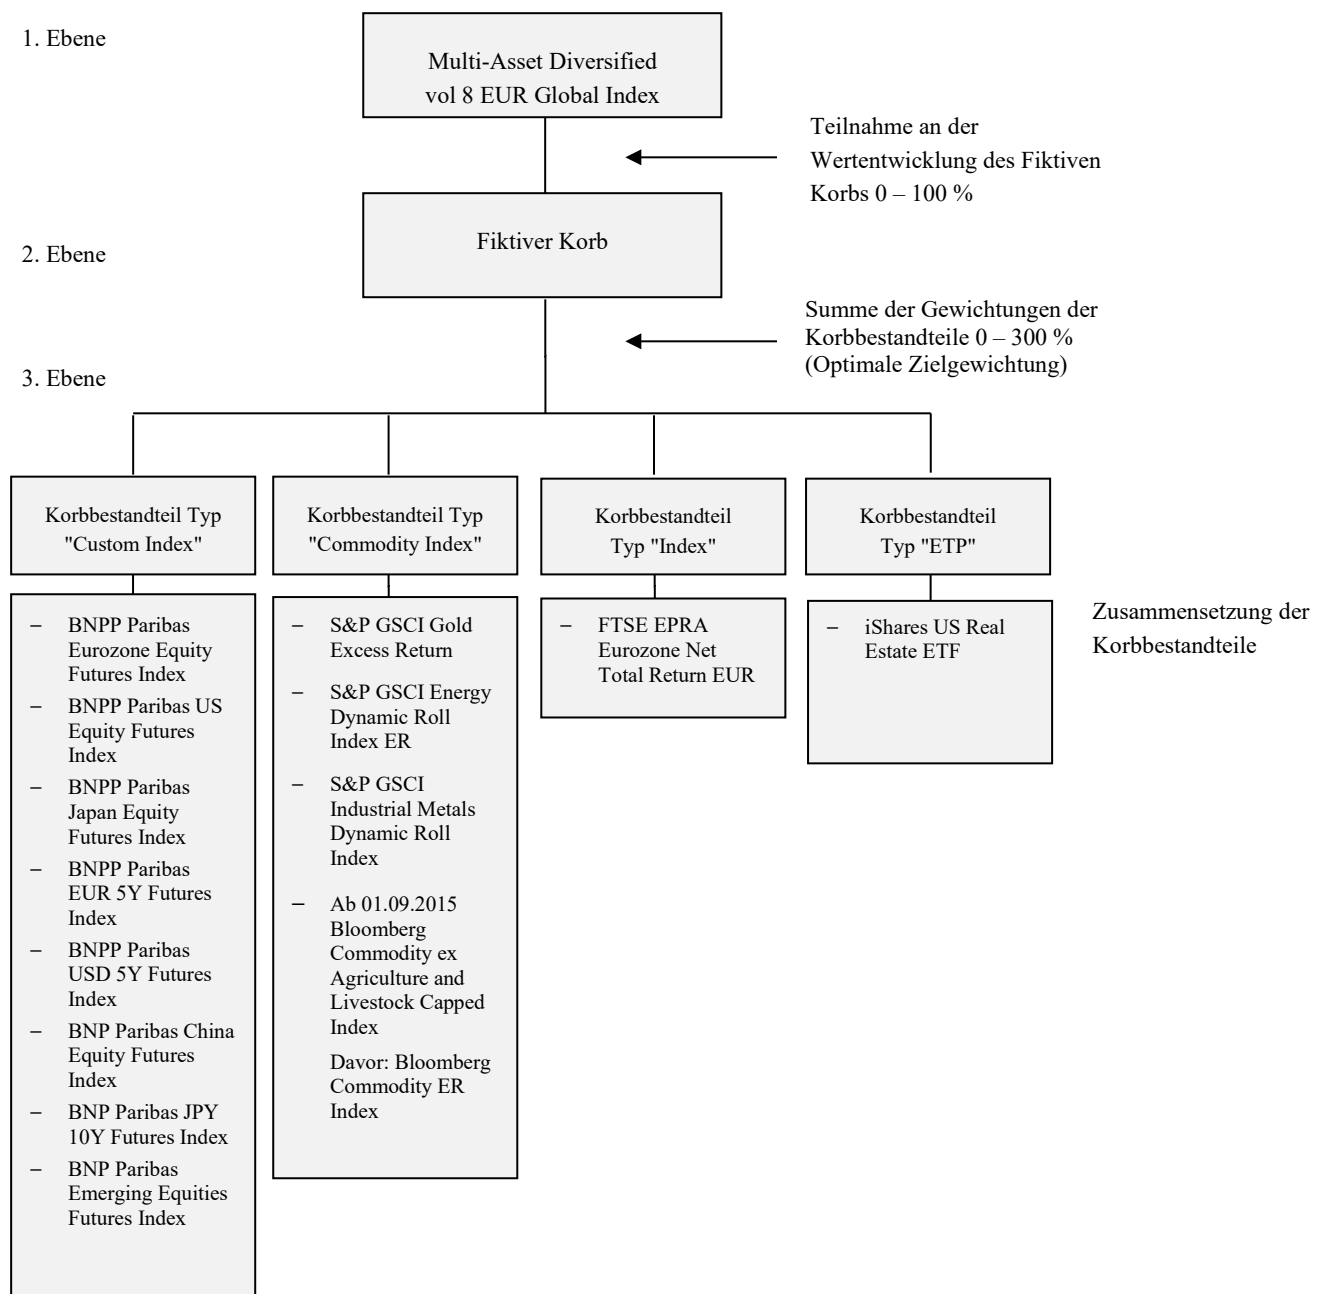 1. Ebene
Multi-Asset Diversified
vol 8 EUR Global Index
Teilnahme an der
Wertentwicklung des Fiktiven
Korbs 0 – 100 %
2. Ebene
Fiktiver Korb
Summe der Gewichtungen der
Korbbestandteile 0 – 300 %
(Optimale Zielgewichtung)
3. Ebene
Korbbestandteil Typ
"Custom Index"
Korbbestandteil Typ
"Commodity Index"
Korbbestandteil
Typ "Index"
Korbbestandteil
Typ "ETP"
– BNPP Paribas
Eurozone Equity
Futures Index
– BNPP Paribas US
Equity Futures
Index
– BNPP Paribas
Japan Equity
Futures Index
– BNPP Paribas
EUR 5Y Futures
Index
– BNPP Paribas
USD 5Y Futures
Index
– BNP Paribas China
Equity Futures
Index
– BNP Paribas JPY
10Y Futures Index
– BNP Paribas
Emerging Equities
Futures Index
– S&P GSCI Gold
Excess Return
– S&P GSCI Energy
Dynamic Roll
Index ER
– S&P GSCI
Industrial Metals
Dynamic Roll
Index
– Ab 01.09.2015
Bloomberg
Commodity ex
Agriculture and
Livestock Capped
Index
Davor: Bloomberg
Commodity ER
Index
– FTSE EPRA
Eurozone Net
Total Return EUR
– iShares US Real
Estate ETF
Zusammensetzung der
Korbbestandteile